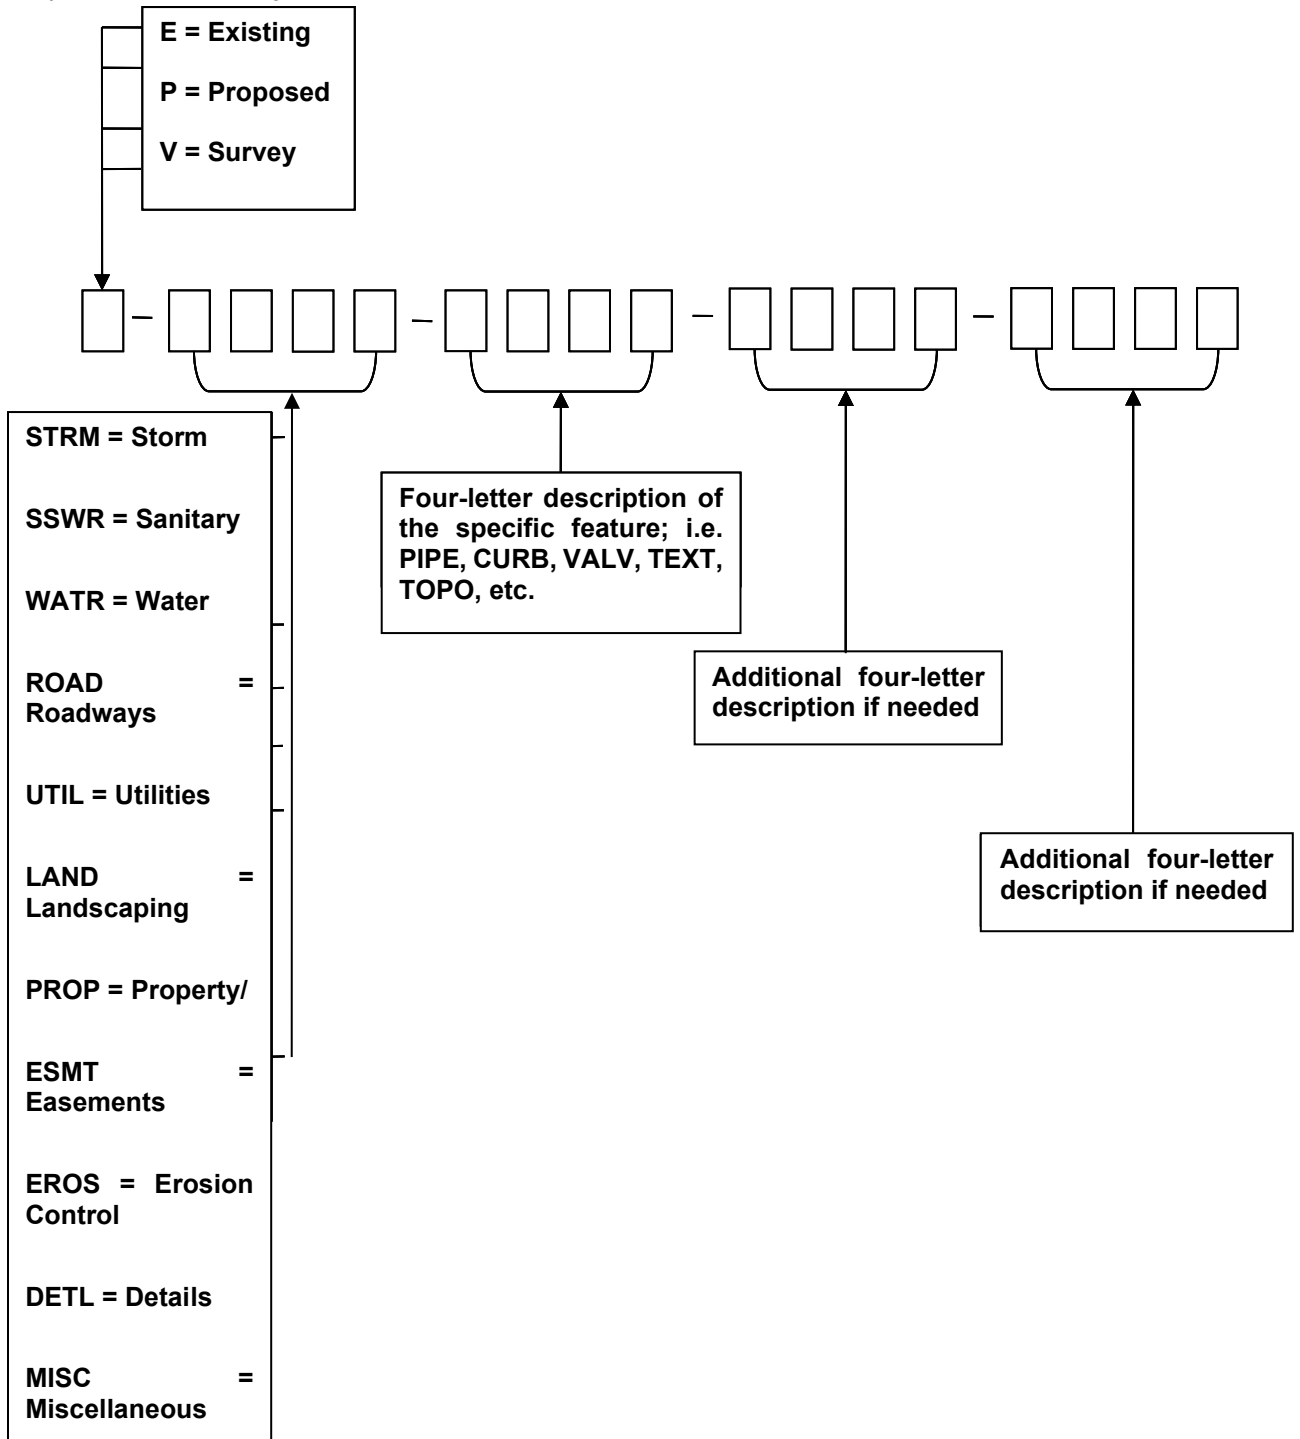 E = Existing
P = Proposed
V = Survey
STRM = Storm
SSWR = Sanitary
WATR = Water
ROAD =
Roadways
UTIL = Utilities
LAND =
Landscaping
PROP = Property/
ESMT =
Easements
EROS = Erosion
Control
DETL = Details
MISC =
Miscellaneous
Four-letter description of
the specific feature; i.e.
PIPE, CURB, VALV, TEXT,
TOPO, etc.
Additional four-letter
description if needed
Additional four-letter
description if needed